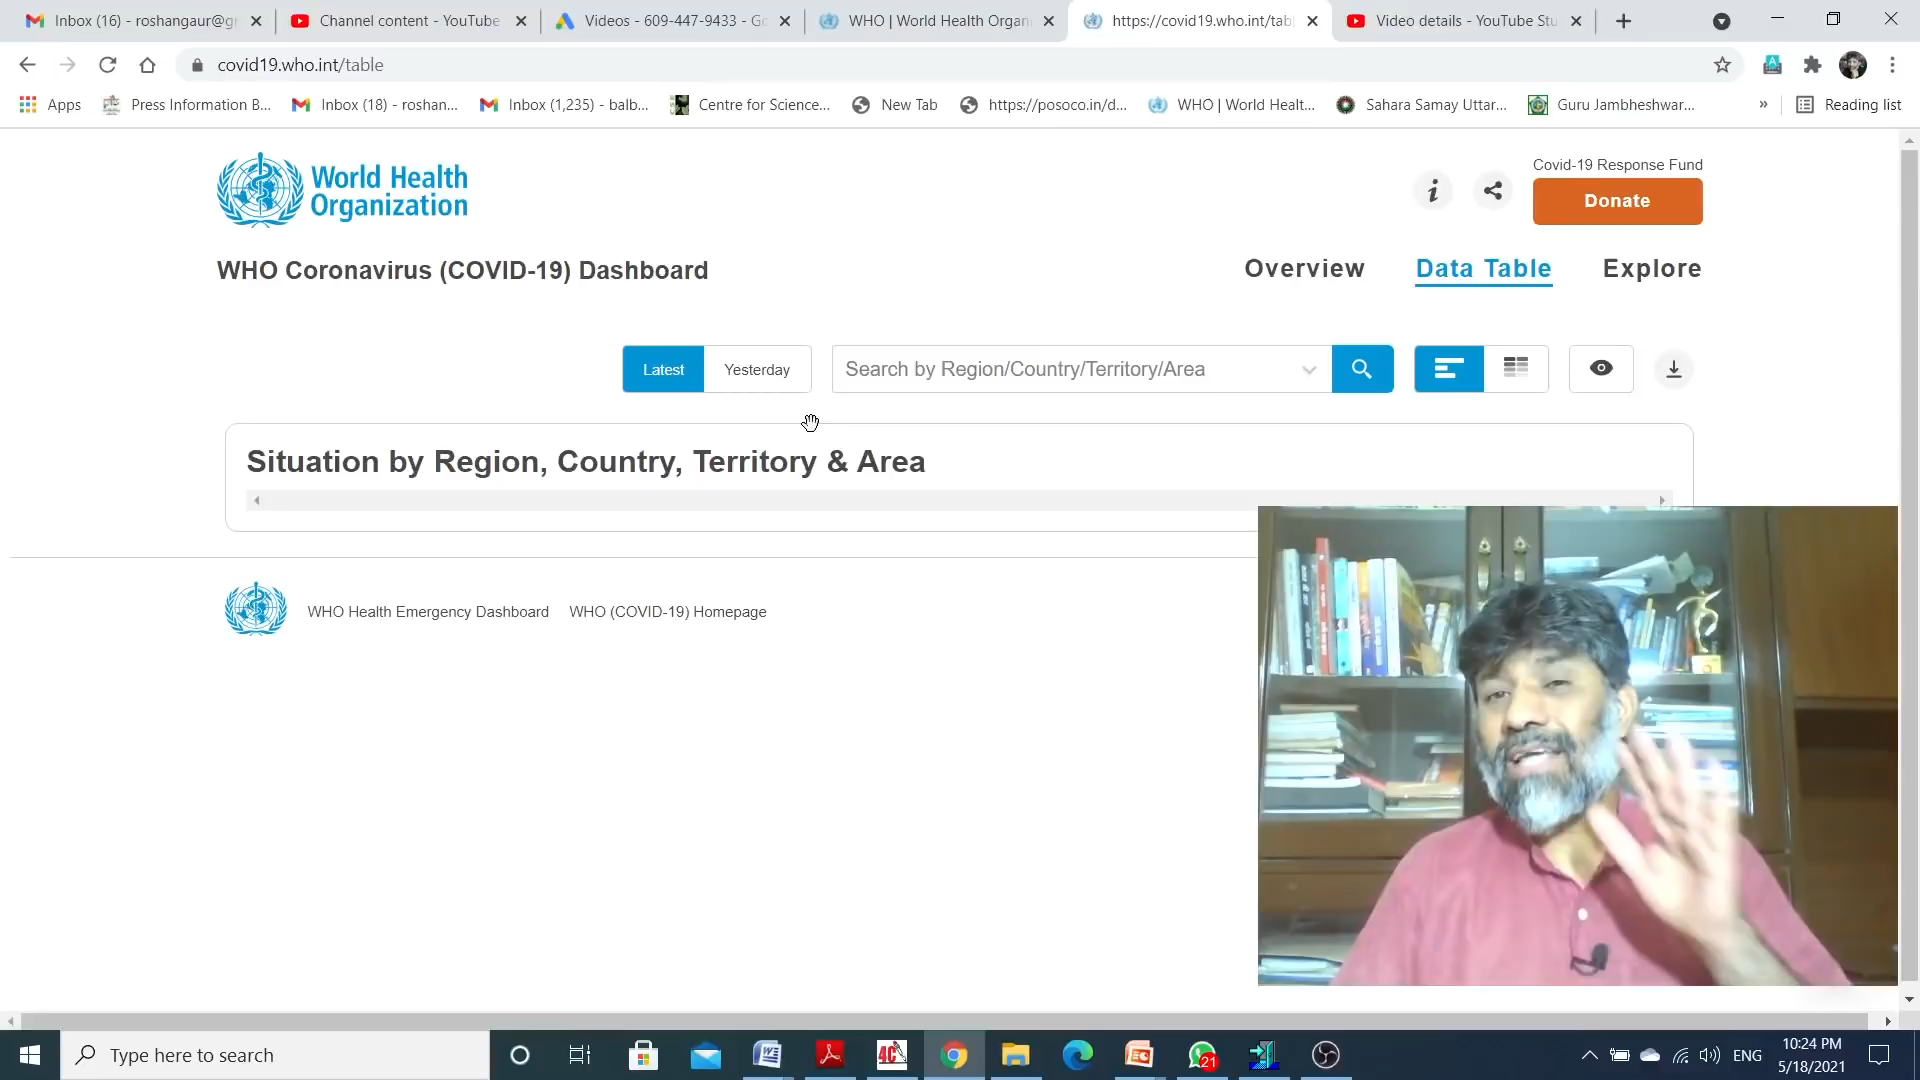 Inbox (16) - roshangaur@g
Channel content - YouTube
Videos - 609-447-9433 - Go
WHO | World Health Organi
https://covid19.who.int/tab
Video details - YouTube Stu
covid19.who.int/table
Apps
Press Information B...
Inbox (18) - roshan...
Inbox (1,235) - balb...
Centre for Science...
New Tab
https://posoco.in/d...
WHO | World Healt...
Sahara Samay Uttar...
Guru Jambheshwar...
»
Reading list
World Health
Organization
Covid-19 Response Fund
Donate
WHO Coronavirus (COVID-19) Dashboard
Overview
Data Table
Explore
Latest
Yesterday
Search by Region/Country/Territory/Area
Situation by Region, Country, Territory & Area
WHO Health Emergency Dashboard
WHO (COVID-19) Homepage
Type here to search
21
ENG
10:24 PM
5/18/2021